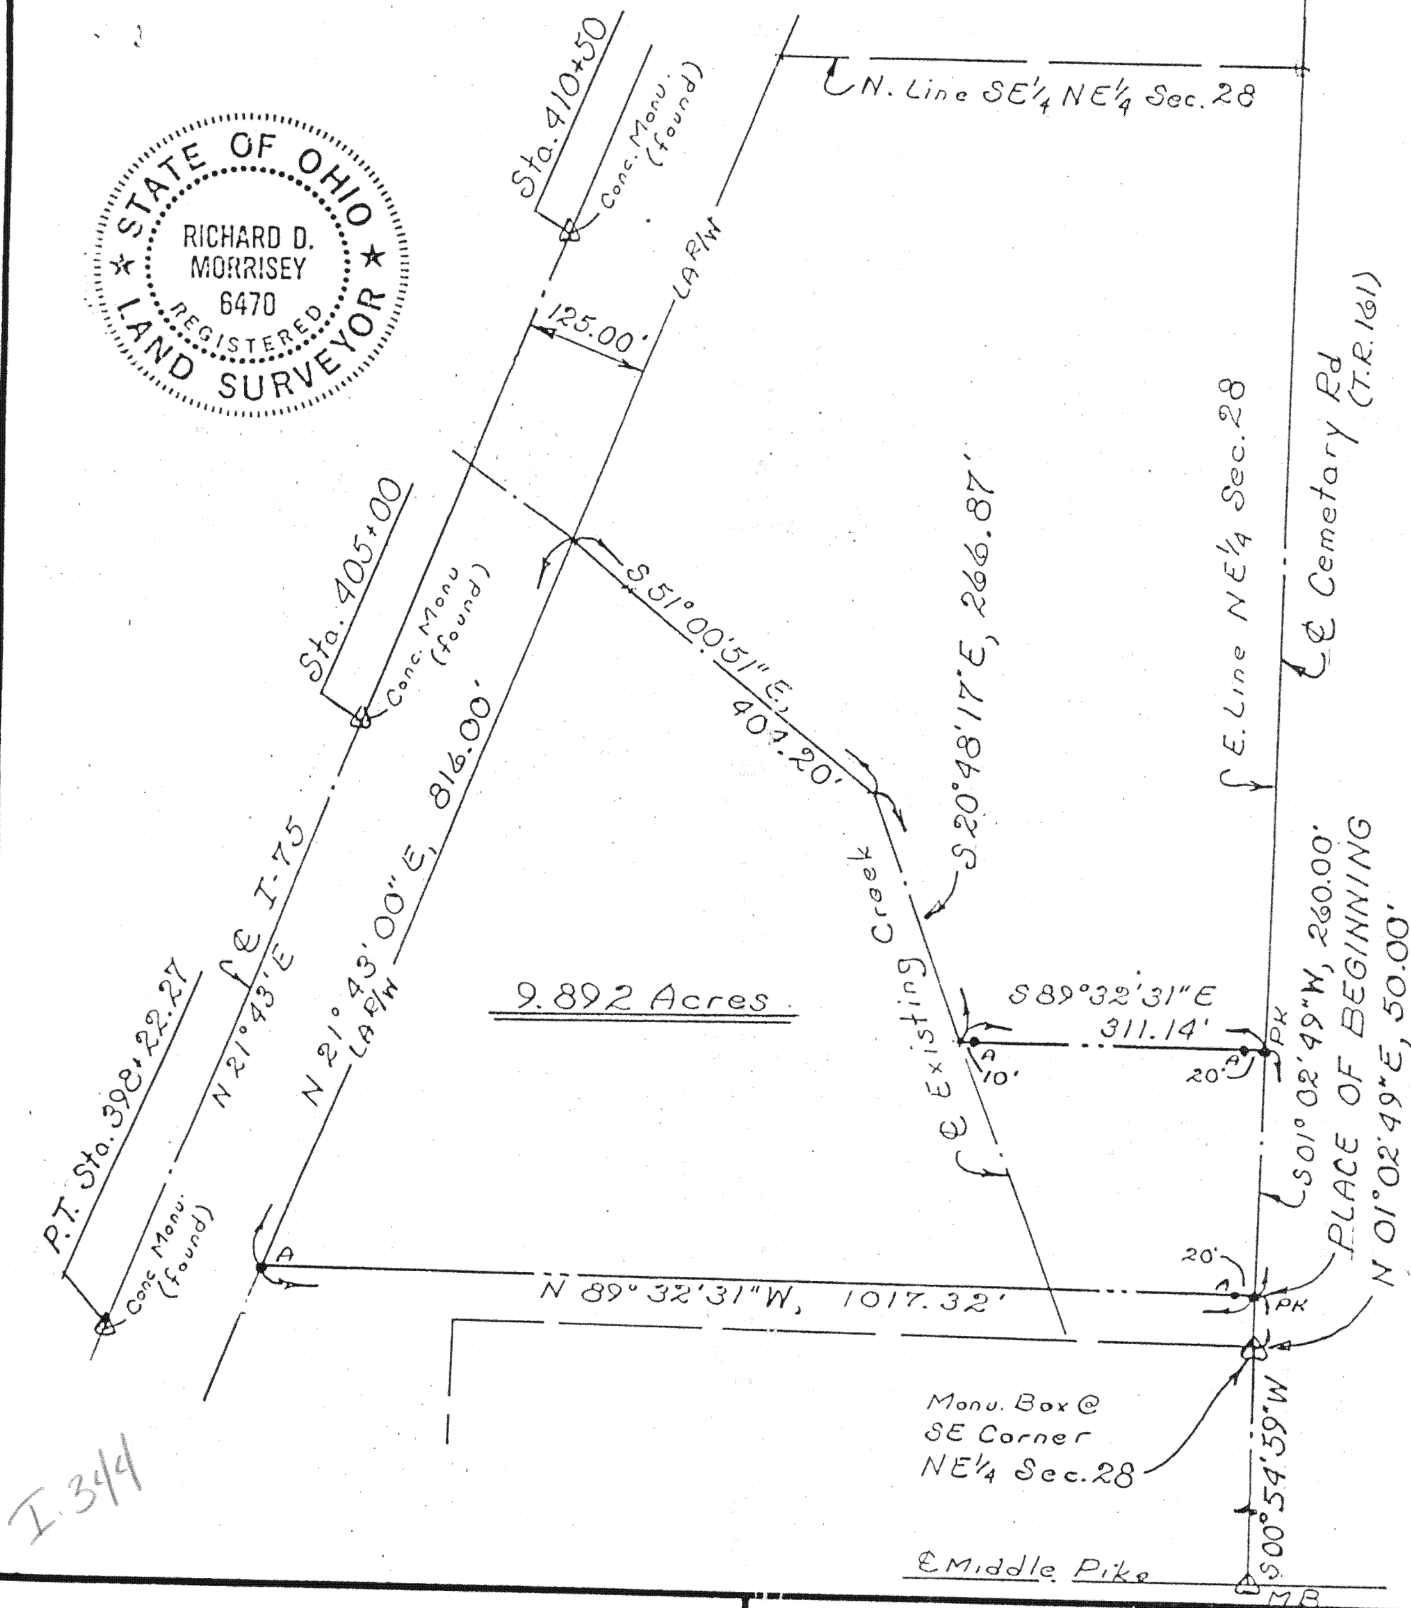 N. Line SE¼ NE¼ Sec. 28
Sta. 410+50
Conc. Monu.
(found)
STATE OF OHIO
RICHARD D.
MORRISEY
6470
REGISTERED
LAND SURVEYOR
LA R/W
125.00'
℄ Cemetary Rd
(T.R. 161)
E. Line NE¼ Sec. 28
Sta. 405+00
Conc. Monu
(found)
S 51° 00' 51" E,
404.20'
S 20° 48' 17" E, 266.87'
N 21° 43' 00" E, 816.00'
LA R/W
℄ I-75
N 21° 43' E
P.T. Sta. 398+22.27
Conc. Monu.
(found)
9.892 Acres
℄ Existing Creek
S 89° 32' 31" E
311.14'
A
10'
A
20'
PK
S 01° 02' 49" W, 260.00'
PLACE OF BEGINNING
N 01° 02' 49" E, 50.00'
A
N 89° 32' 31" W, 1017.32'
20'
A
PK
Monu. Box @
SE Corner
NE¼ Sec. 28
S 00° 54' 59" W
I-344
℄ Middle Pike
MB